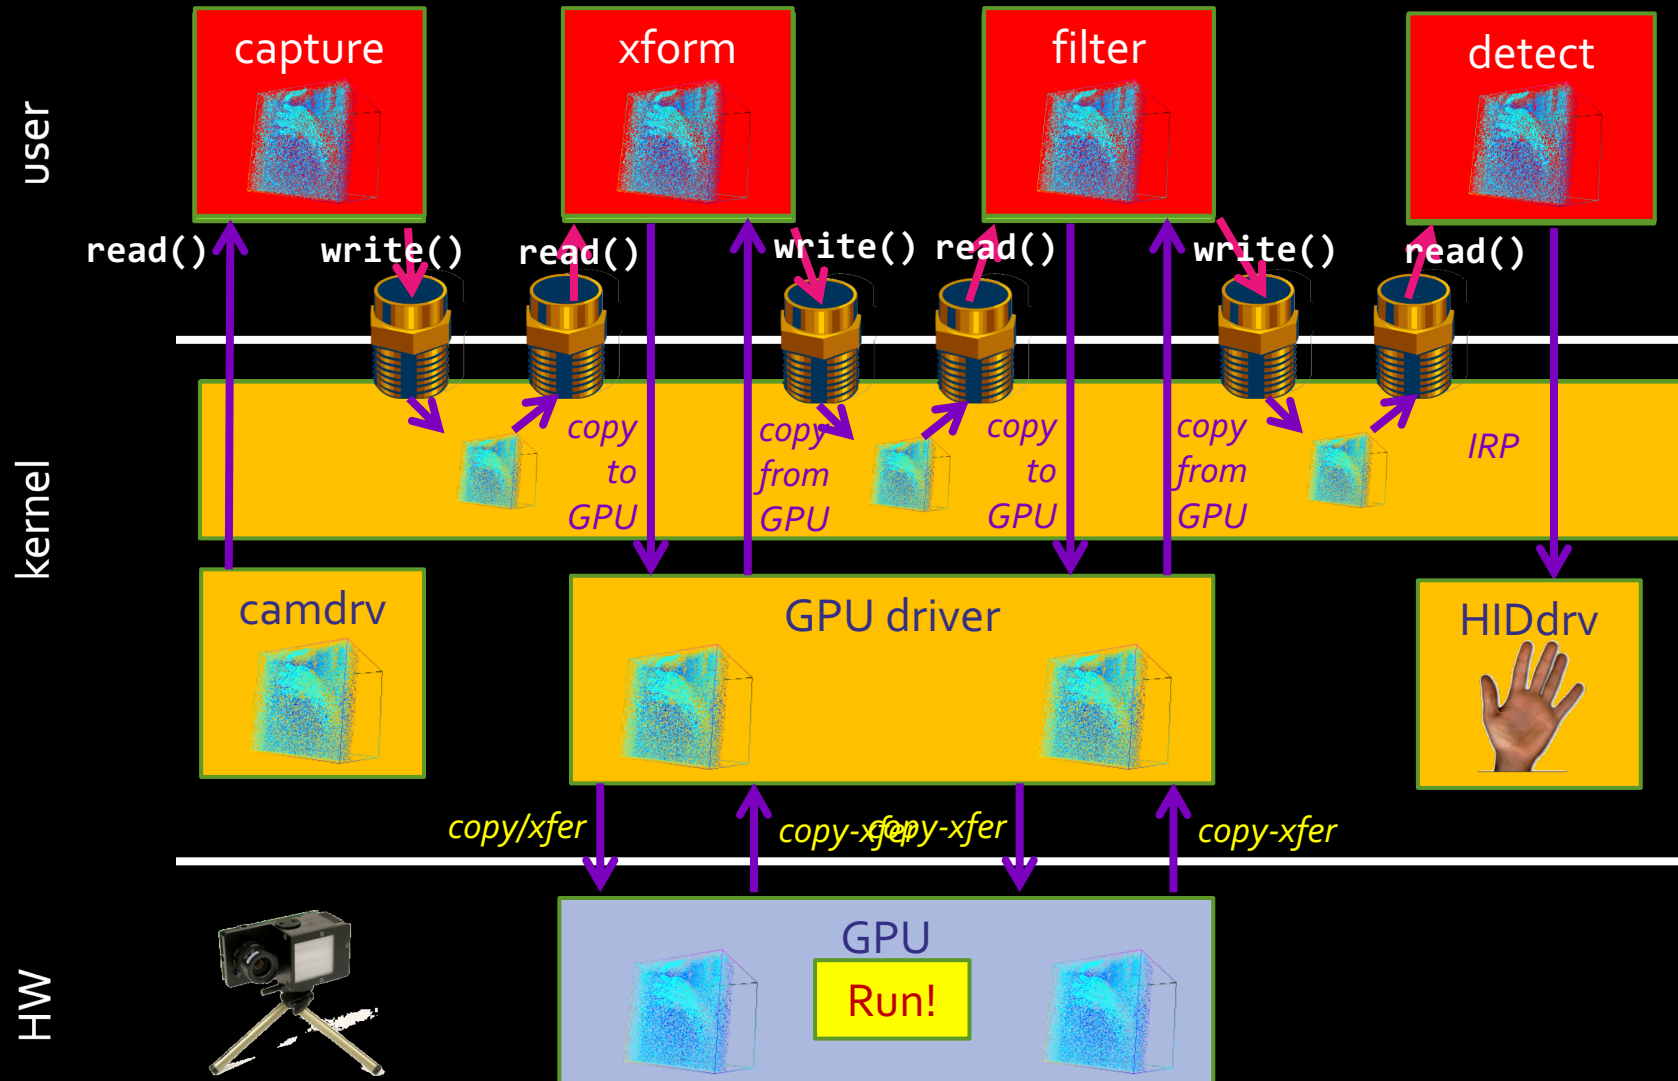 user
capture
xform
filter
detect
read()
write()
read()
write()
read()
write()
read()
kernel
copy
to
GPU
copy
from
GPU
copy
to
GPU
copy
from
GPU
IRP
camdrv
GPU driver
HIDdrv
copy/xfer
copy-xfer
copy-xfer
copy-xfer
HW
GPU
Run!